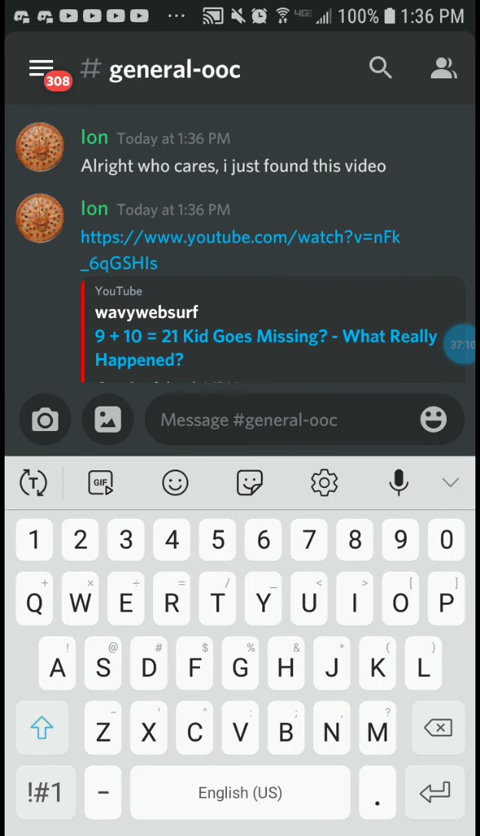 100% 1:36 PM
# general-ooc
308
Ion Today at 1:36 PM
Alright who cares, i just found this video
Ion Today at 1:36 PM
https://www.youtube.com/watch?v=nFk
_6qGSHIs
YouTube
wavywebsurf
9 + 10 = 21 Kid Goes Missing? - What Really
Happened?
37:10
Message #general-ooc
T GIF
1 2 3 4 5 6 7 8 9 0
+ × ÷ = / _ < > [ ]
Q W E R T Y U I O P
! @ # $ % ^ & * ( )
A S D F G H J K L
- ' " : ; , ?
Z X C V B N M
!#1 - English (US) .